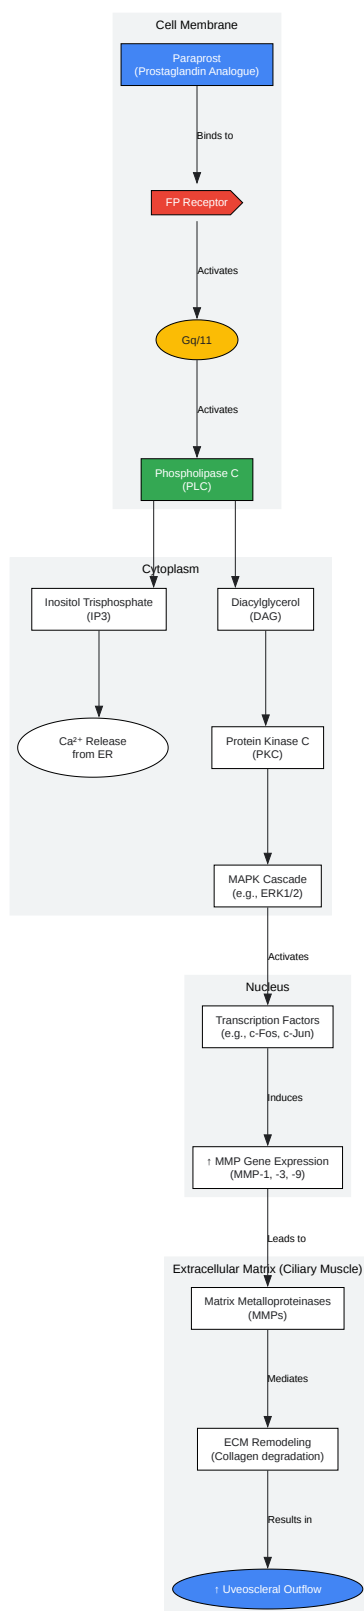 Cell Membrane
Paraprost
(Prostaglandin Analogue)
Binds to
FP Receptor
Activates
Gq/11
Activates
Phospholipase C
(PLC)
Cytoplasm
Inositol Trisphosphate
(IP3)
Diacylglycerol
(DAG)
Ca²⁺ Release
from ER
Protein Kinase C
(PKC)
MAPK Cascade
(e.g., ERK1/2)
Activates
Nucleus
Transcription Factors
(e.g., c-Fos, c-Jun)
Induces
↑ MMP Gene Expression
(MMP-1, -3, -9)
Leads to
Extracellular Matrix (Ciliary Muscle)
Matrix Metalloproteinases
(MMPs)
Mediates
ECM Remodeling
(Collagen degradation)
Results in
↑ Uveoscleral Outflow